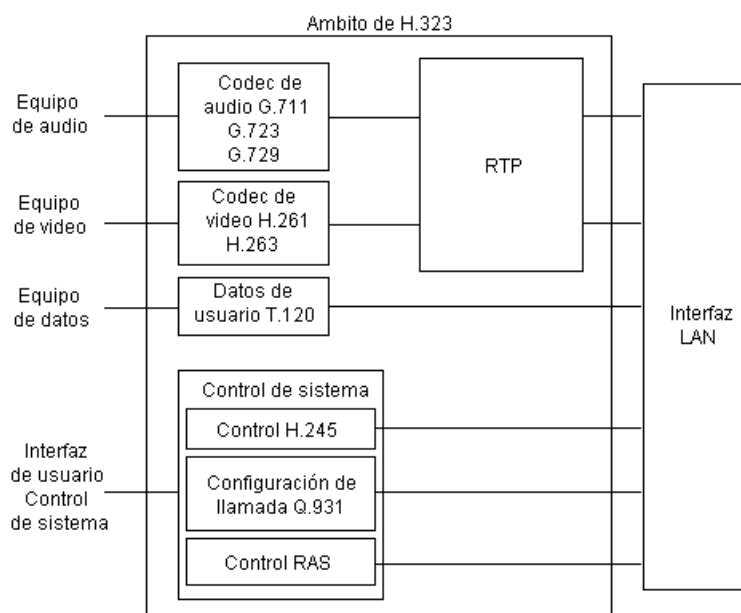 Ambito de H.323
Equipo
de audio
Codec de
audio G.711
G.723
G.729
RTP
Equipo
de video
Codec de
video H.261
H.263
Equipo
de datos
Datos de
usuario T.120
Interfaz
LAN
Control de sistema
Control H.245
Interfaz
de usuario
Control
de sistema
Configuración de
llamada Q.931
Control RAS